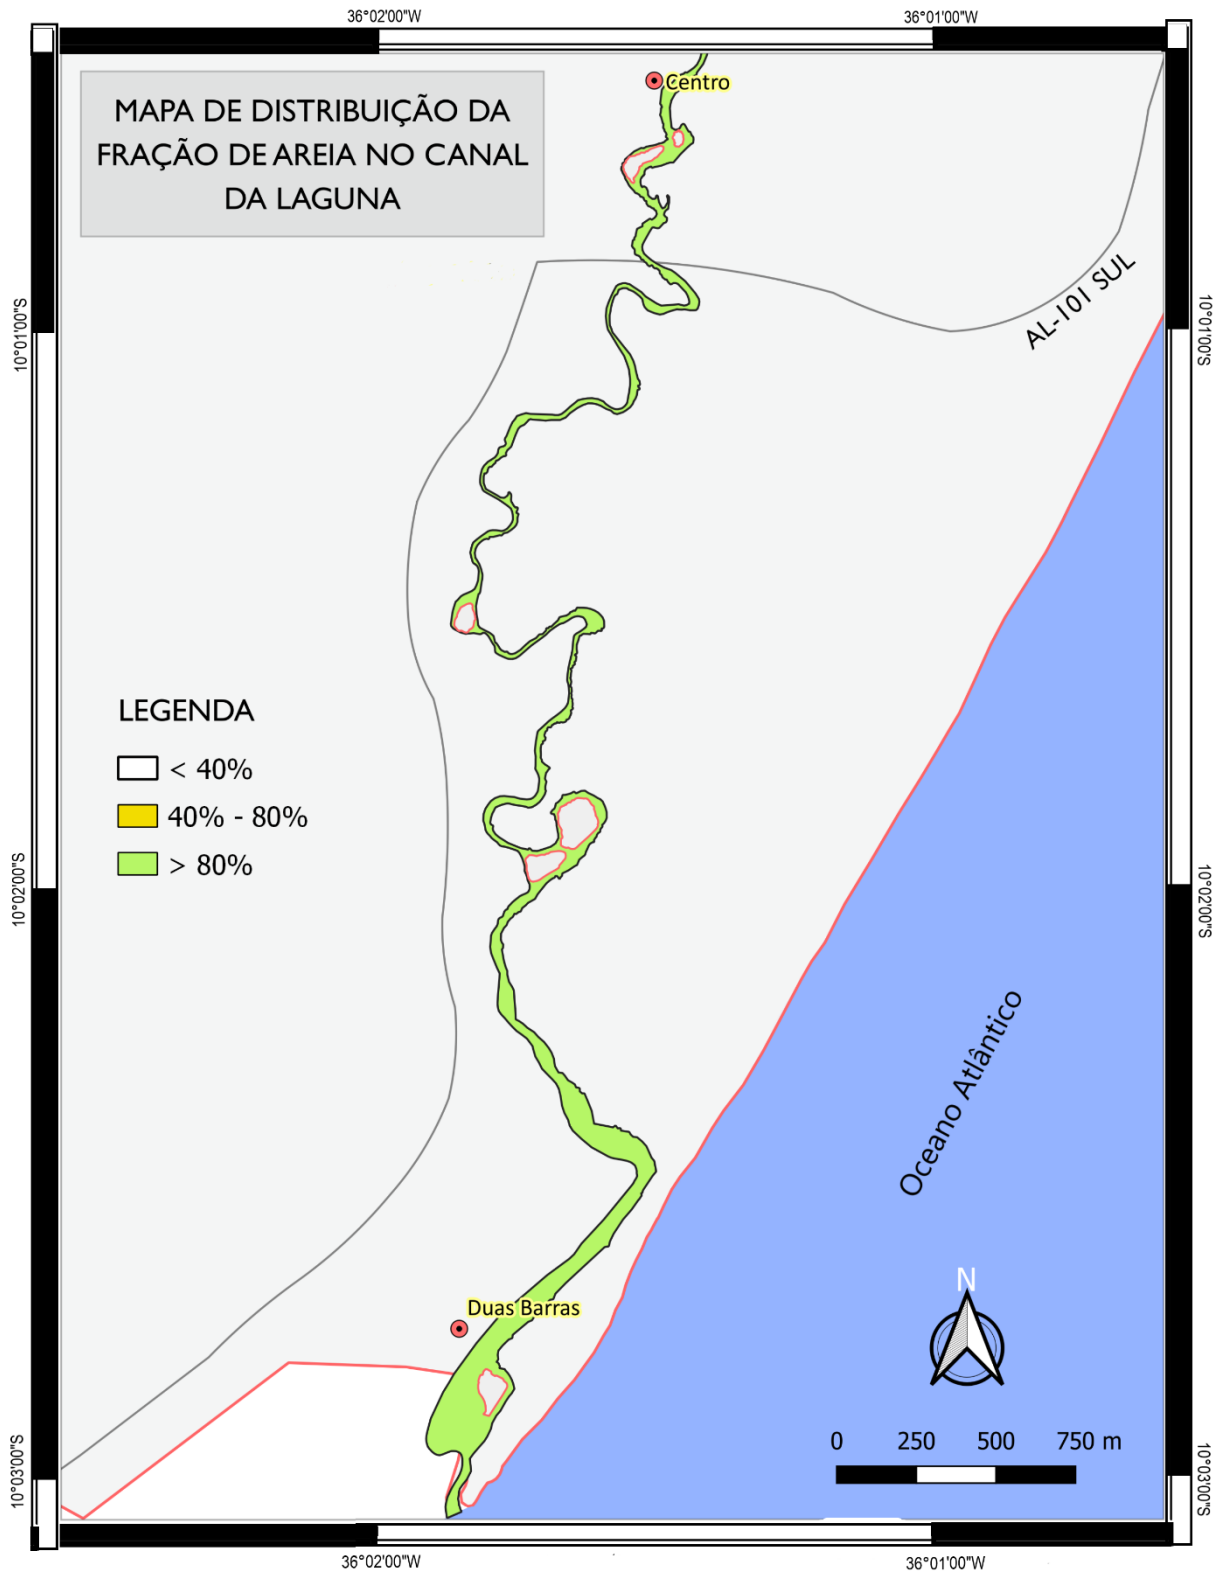 36°02'00"W
36°01'00"W
MAPA DE DISTRIBUIÇÃO DA
FRAÇÃO DE AREIA NO CANAL
DA LAGUNA
Centro
AL-101 SUL
10°01'00"S
10°01'00"S
LEGENDA
< 40%
40% - 80%
> 80%
10°02'00"S
10°02'00"S
Oceano Atlântico
Duas Barras
N
0 250 500 750 m
10°03'00"S
10°03'00"S
36°02'00"W
36°01'00"W